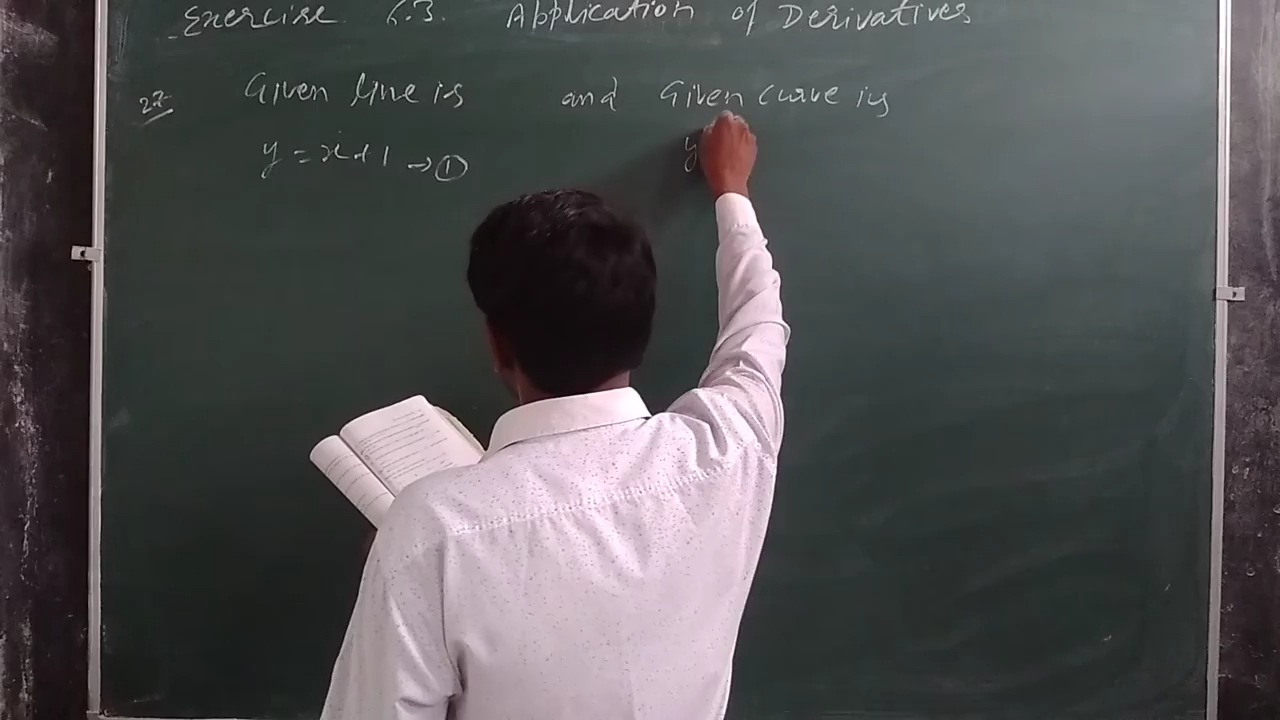 Exercise 6.3. Application of Derivatives
27 Given line is and Given curve is
y = x + 1 → ① y